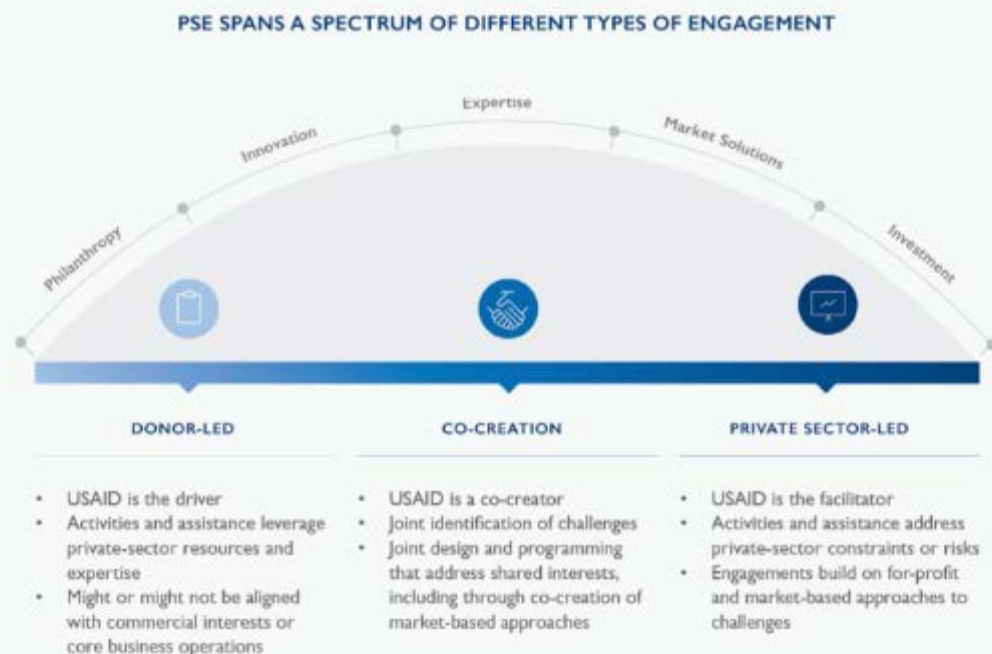 PSE SPANS A SPECTRUM OF DIFFERENT TYPES OF ENGAGEMENT
Philanthropy
Innovation
Expertise
Market Solutions
Investment
DONOR-LED
• USAID is the driver
• Activities and assistance leverage
private-sector resources and
expertise
• Might or might not be aligned
with commercial interests or
core business operations
CO-CREATION
• USAID is a co-creator
• Joint identification of challenges
• Joint design and programming
that address shared interests,
including through co-creation of
market-based approaches
PRIVATE SECTOR-LED
• USAID is the facilitator
• Activities and assistance address
private-sector constraints or risks
• Engagements build on for-profit
and market-based approaches to
challenges